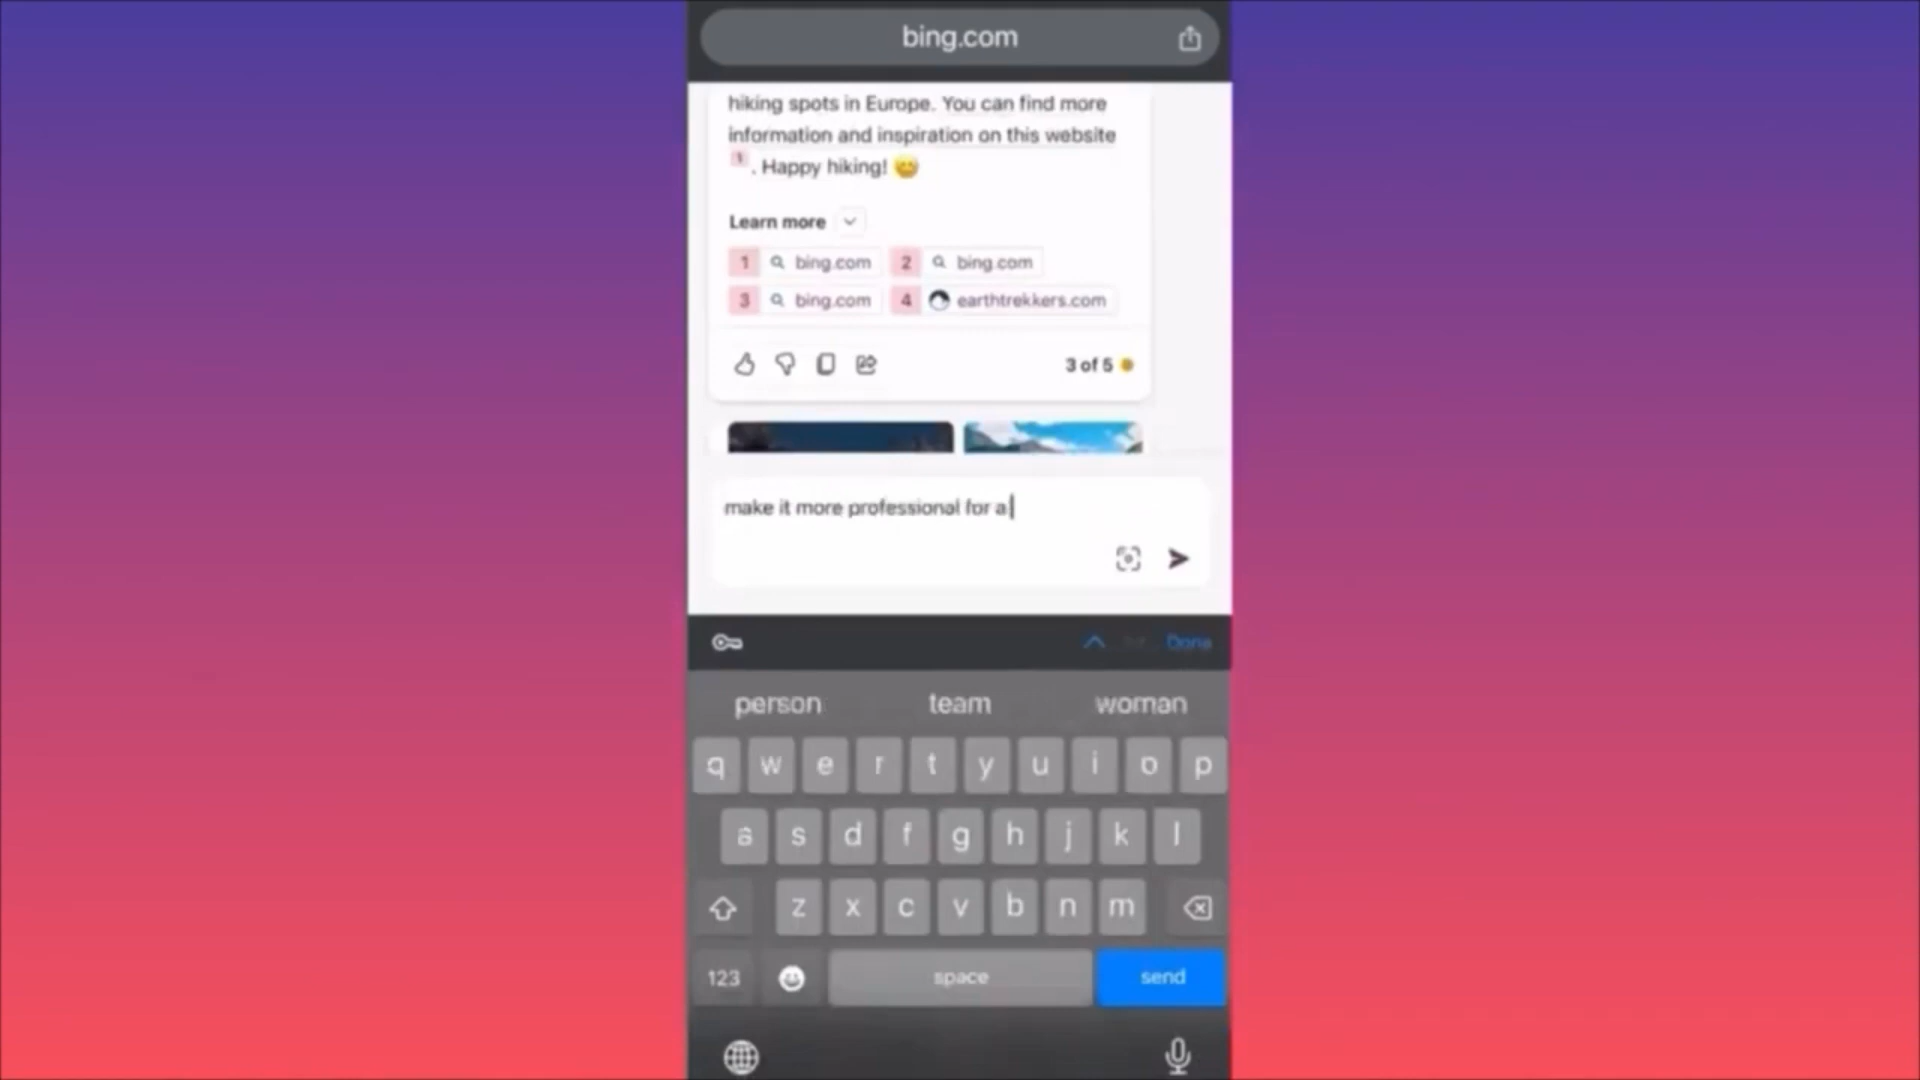 bing.com
hiking spots in Europe. You can find more
information and inspiration on this website
1. Happy hiking!
Learn more
1 bing.com 2 bing.com
3 bing.com 4 earthtrekkers.com
3 of 5
make it more professional for a
Done
person team woman
q w e r t y u i o p
a s d f g h j k l
z x c v b n m
123 space send